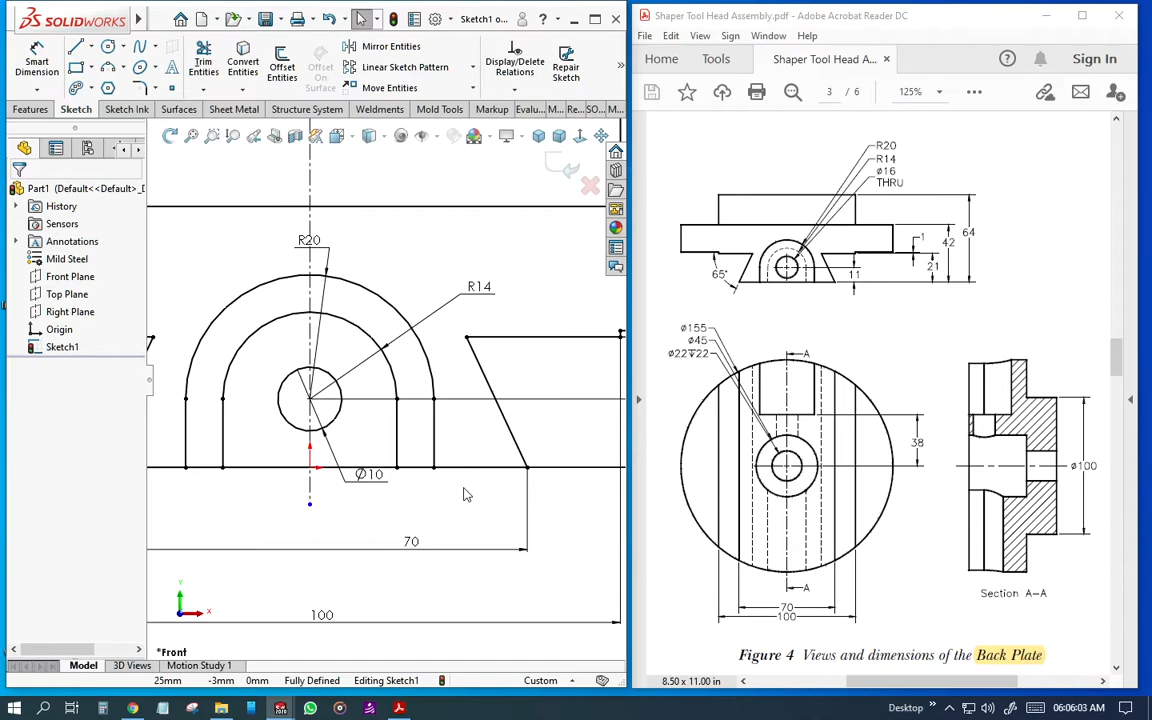 SOLIDWORKS
Sketch1 o...
Smart Dimension
Trim Entities
Convert Entities
Offset Entities
Offset On Surface
Mirror Entities
Linear Sketch Pattern
Move Entities
Display/Delete Relations
Repair Sketch
Features
Sketch
Sketch Ink
Surfaces
Sheet Metal
Structure System
Weldments
Mold Tools
Markup
Evalu...
M...
Re...
SO...
M...
Part1 (Default<<Default>_D
History
Sensors
Annotations
Mild Steel
Front Plane
Top Plane
Right Plane
Origin
Sketch1
R20
R14
Ø10
70
100
Y
X
*Front
Model
3D Views
Motion Study 1
25mm
-3mm
0mm
Fully Defined
Editing Sketch1
Custom
Shaper Tool Head Assembly.pdf - Adobe Acrobat Reader DC
File
Edit
View
Sign
Window
Help
Home
Tools
Shaper Tool Head A...
Sign In
3 / 6
125%
R20
R14
ø16
THRU
1
64
42
21
11
65°
ø155
ø45
ø22↧22
A
38
A
70
100
ø100
Section A–A
Figure 4 Views and dimensions of the Back Plate
8.50 x 11.00 in
Desktop
06:06:03 AM